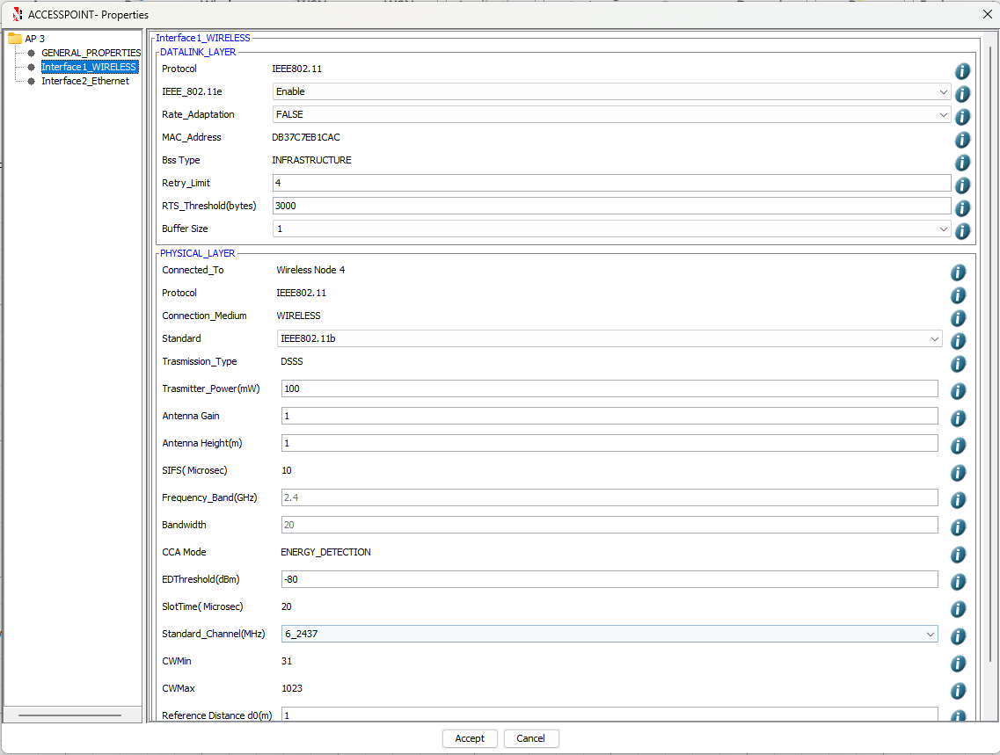 ACCESSPOINT- Properties
AP 3
GENERAL_PROPERTIES
Interface1_WIRELESS
Interface2_Ethernet
Interface1_WIRELESS
DATALINK_LAYER
Protocol IEEE802.11
IEEE_802.11e Enable
Rate_Adaptation FALSE
MAC_Address DB37C7EB1CAC
Bss Type INFRASTRUCTURE
Retry_Limit 4
RTS_Threshold(bytes) 3000
Buffer Size 1
PHYSICAL_LAYER
Connected_To Wireless Node 4
Protocol IEEE802.11
Connection_Medium WIRELESS
Standard IEEE802.11b
Trasmission_Type DSSS
Trasmitter_Power(mW) 100
Antenna Gain 1
Antenna Height(m) 1
SIFS( Microsec) 10
Frequency_Band(GHz) 2.4
Bandwidth 20
CCA Mode ENERGY_DETECTION
EDThreshold(dBm) -80
SlotTime( Microsec) 20
Standard_Channel(MHz) 6_2437
CWMin 31
CWMax 1023
Reference Distance d0(m) 1
Accept Cancel